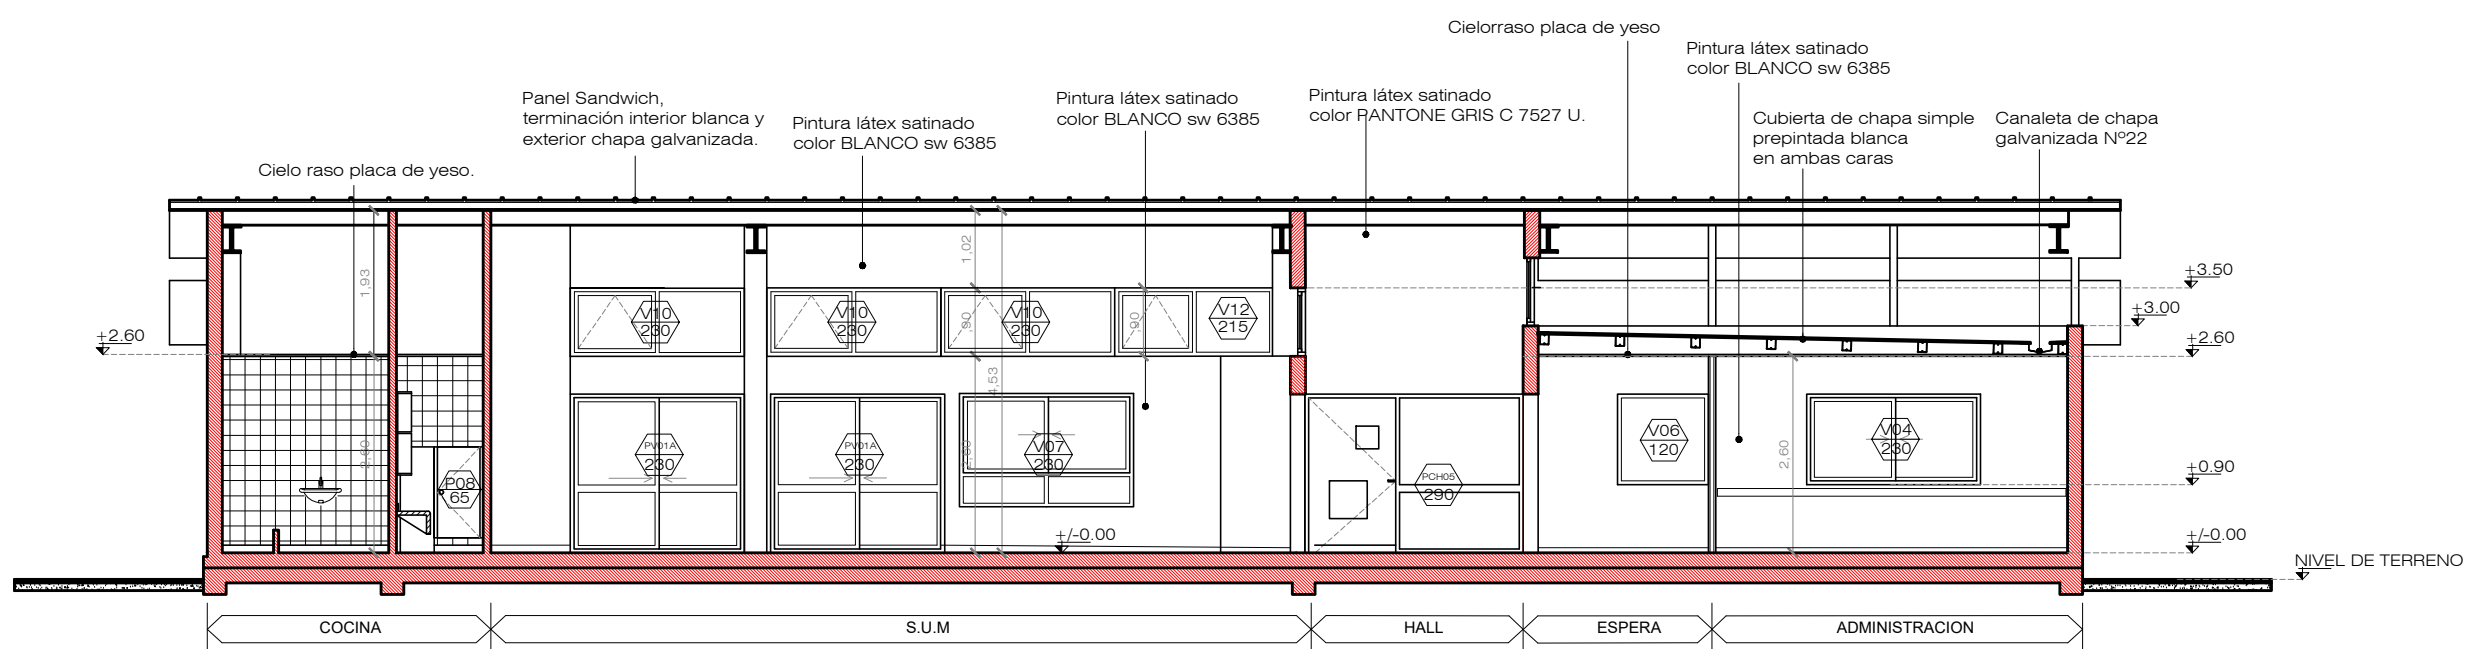 Cielorraso placa de yeso
Pintura látex satinado
color BLANCO sw 6385
Panel Sandwich,
terminación interior blanca y
exterior chapa galvanizada.
Pintura látex satinado
color BLANCO sw 6385
Pintura látex satinado
color BLANCO sw 6385
Pintura látex satinado
color PANTONE GRIS C 7527 U.
Cubierta de chapa simple
prepintada blanca
en ambas caras
Canaleta de chapa
galvanizada Nº22
Cielo raso placa de yeso.
1,93
1,02
+3.50
+3.00
+2.60
+2.60
V10
230
V10
230
V10
230
V12
215
,90
,90
4,53
2,60
2,60
2,60
P08
65
PV01A
230
PV01A
230
V07
230
PCH05
290
V06
120
V04
230
+0.90
+/-0.00
+/-0.00
NIVEL DE TERRENO
COCINA
S.U.M
HALL
ESPERA
ADMINISTRACION